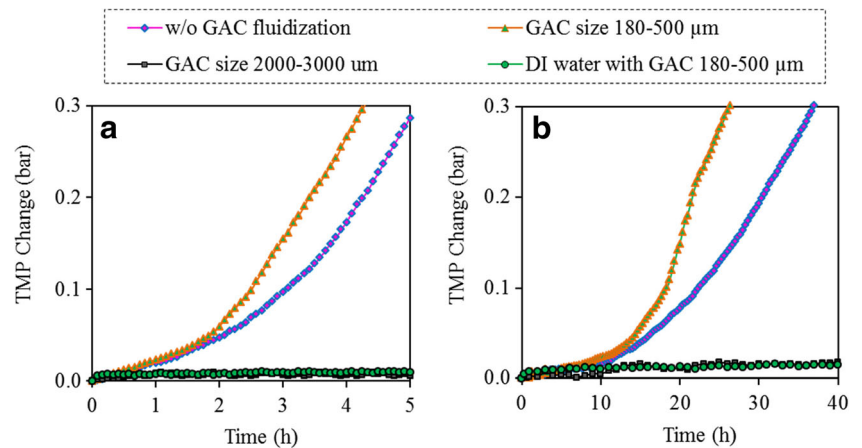 w/o GAC fluidization
GAC size 180-500 µm
GAC size 2000-3000 um
DI water with GAC 180-500 µm
a
0.3
0.2
0.1
0.0
TMP Change (bar)
0 1 2 3 4 5
Time (h)
b
0.3
0.2
0.1
0.0
TMP Change (bar)
0 10 20 30 40
Time (h)